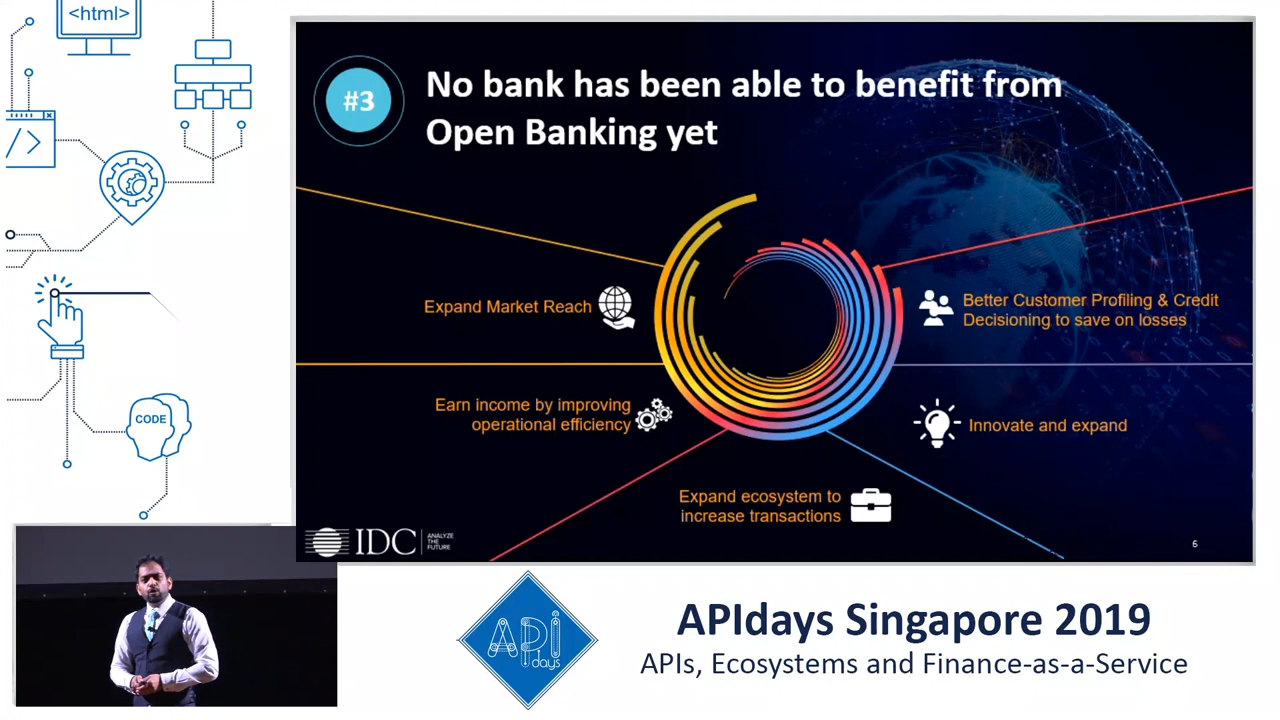 <html>
</>
CODE
#3
No bank has been able to benefit from
Open Banking yet
Expand Market Reach
Better Customer Profiling & Credit
Decisioning to save on losses
Earn income by improving
operational efficiency
Innovate and expand
Expand ecosystem to
increase transactions
IDC
ANALYZE
THE
FUTURE
6
API
days
APIdays Singapore 2019
APIs, Ecosystems and Finance-as-a-Service